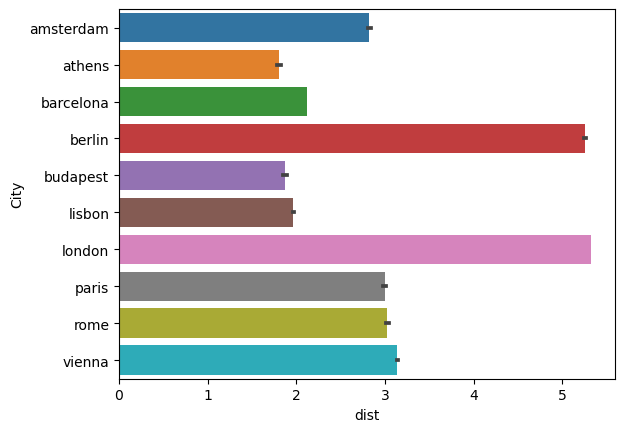 amsterdam
athens
barcelona
berlin
budapest
lisbon
london
paris
rome
vienna
City
0 1 2 3 4 5
dist